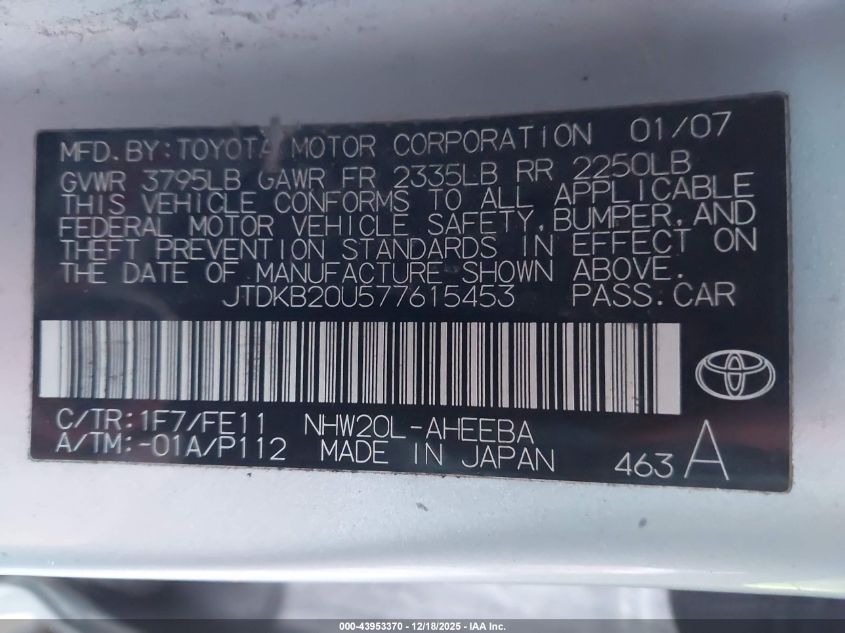 MFD. BY: TOYOTA MOTOR CORPORATION 01/07
GVWR 3795LB GAWR FR 2335LB RR 2250LB
THIS VEHICLE CONFORMS TO ALL APPLICABLE
FEDERAL MOTOR VEHICLE SAFETY, BUMPER, AND
THEFT PREVENTION STANDARDS IN EFFECT ON
THE DATE OF MANUFACTURE SHOWN ABOVE.
JTDKB20U577615453 PASS. CAR
C/TR: 1F7/FE11 NHW20L-AHEEBA
A/TM: -01A/P112 MADE IN JAPAN 463 A
000-43953370 - 12/18/2025 - IAA Inc.